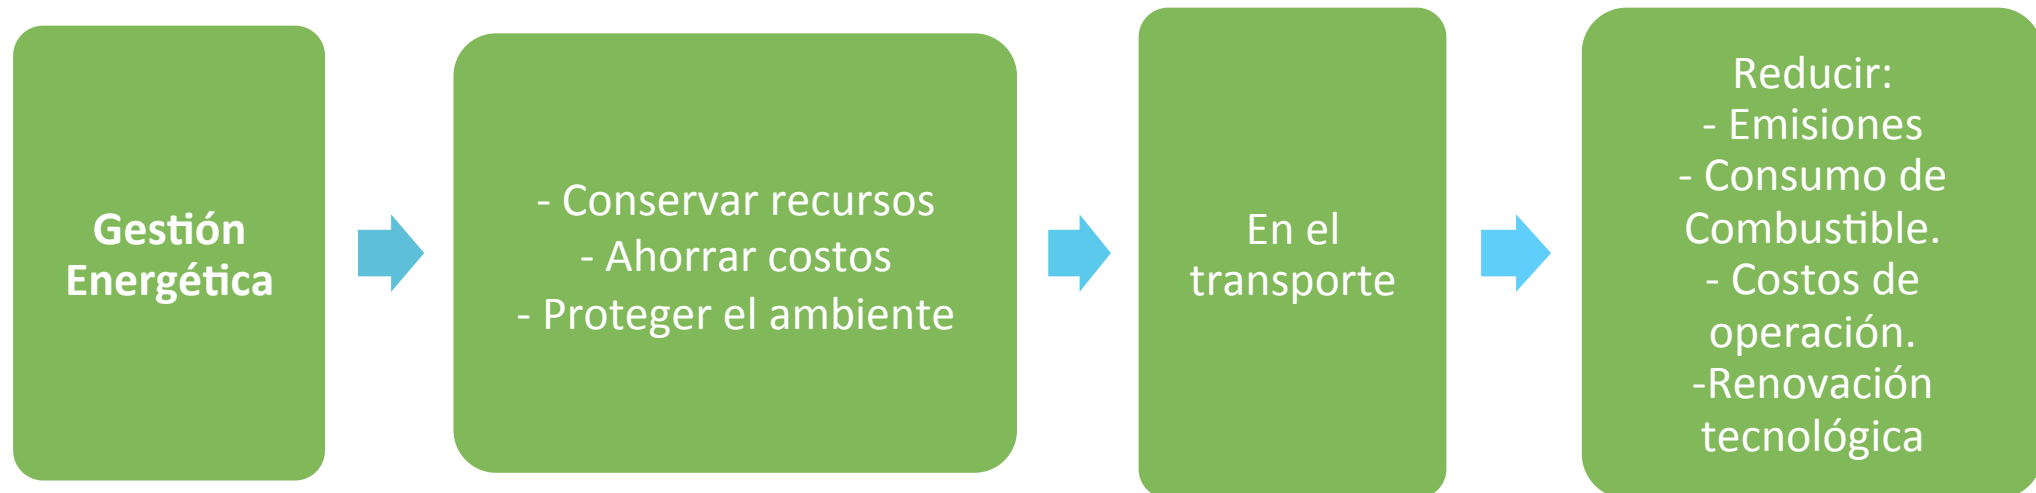 Gestión
Energética
- Conservar recursos
- Ahorrar costos
- Proteger el ambiente
En el
transporte
Reducir:
- Emisiones
- Consumo de
Combustible.
- Costos de
operación.
-Renovación
tecnológica